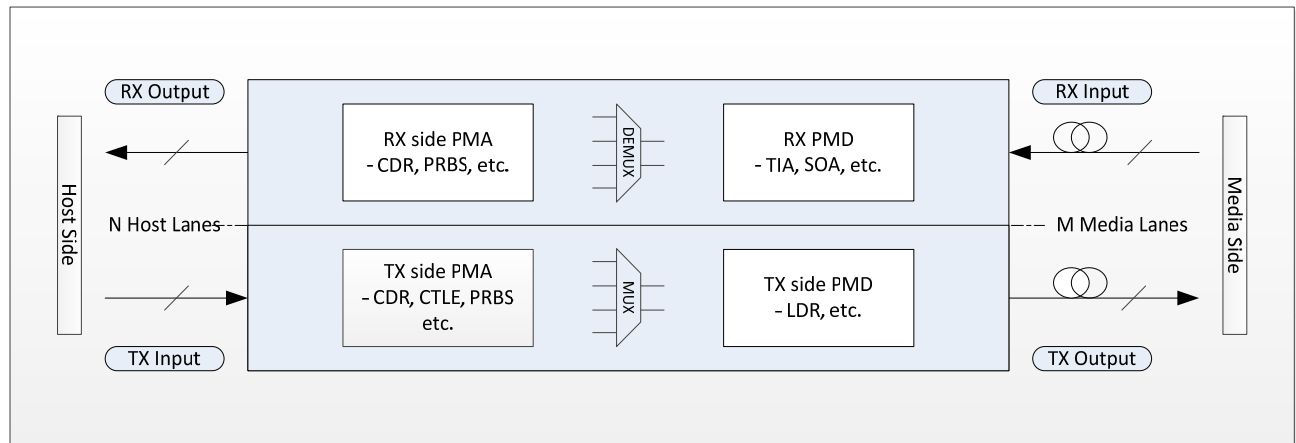 RX Output
RX Input
RX side PMA
- CDR, PRBS, etc.
DEMUX
RX PMD
- TIA, SOA, etc.
Host Side
N Host Lanes
M Media Lanes
Media Side
TX side PMA
- CDR, CTLE, PRBS
etc.
MUX
TX side PMD
- LDR, etc.
TX Input
TX Output